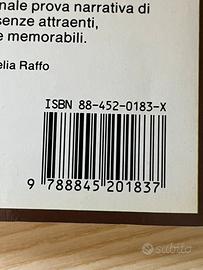 nale prova narrativa di
senze attraenti,
e memorabili.
elia Raffo
ISBN 88-452-0183-X
9 788845 201837
subito